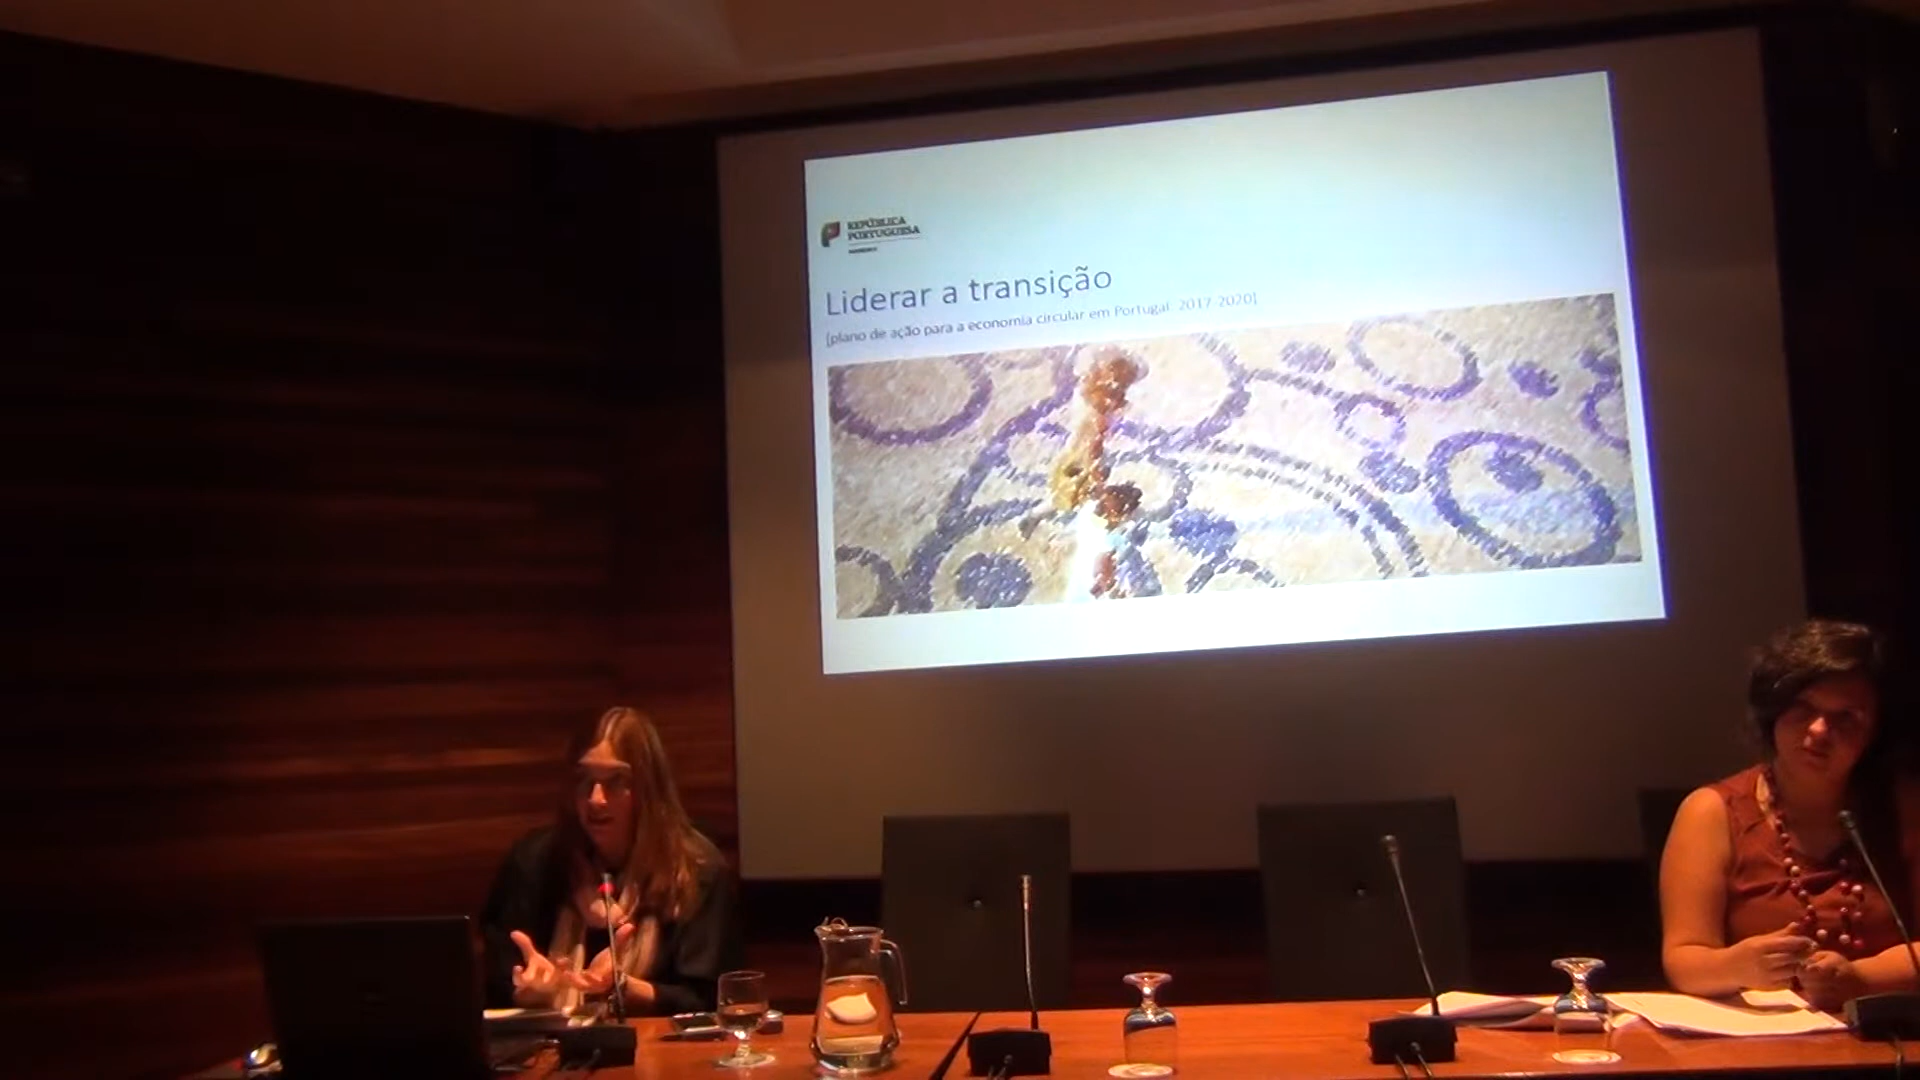 REPÚBLICA
PORTUGUESA
Liderar a transição
[plano de ação para a economia circular em Portugal: 2017-2020]